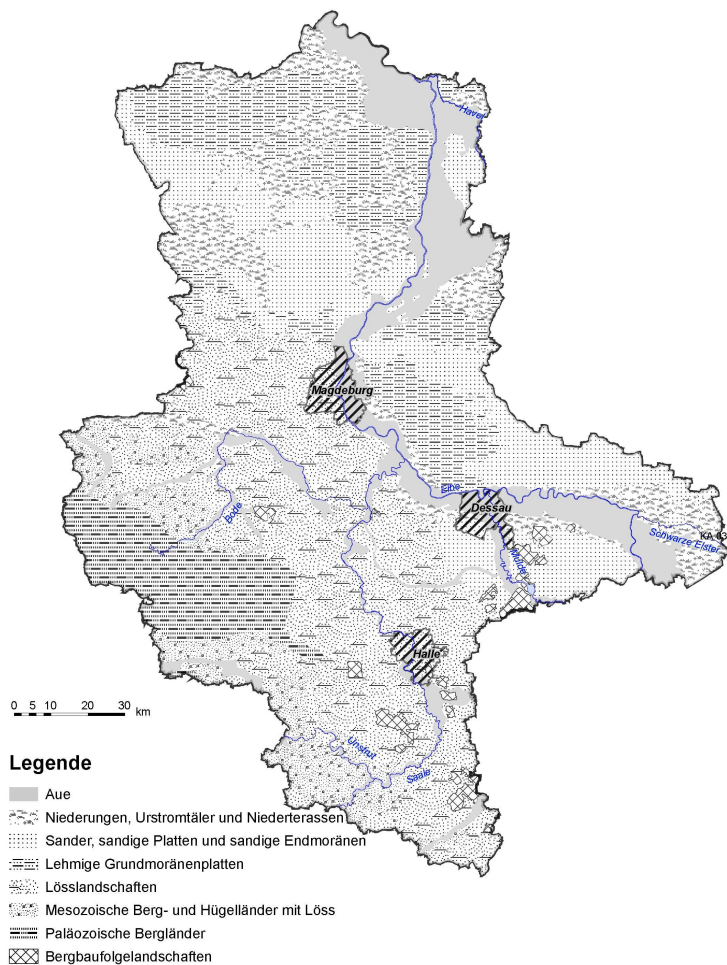 Havel
Magdeburg
Elbe
Dessau
Bode
Schwarze Elster
KA 03
Mulde
Halle
0 5 10 20 30 km
Unstrut
Saale
Legende
Aue
Niederungen, Urstromtäler und Niederterassen
Sander, sandige Platten und sandige Endmoränen
Lehmige Grundmoränenplatten
Lösslandschaften
Mesozoische Berg- und Hügelländer mit Löss
Paläozoische Bergländer
Bergbaufolgelandschaften